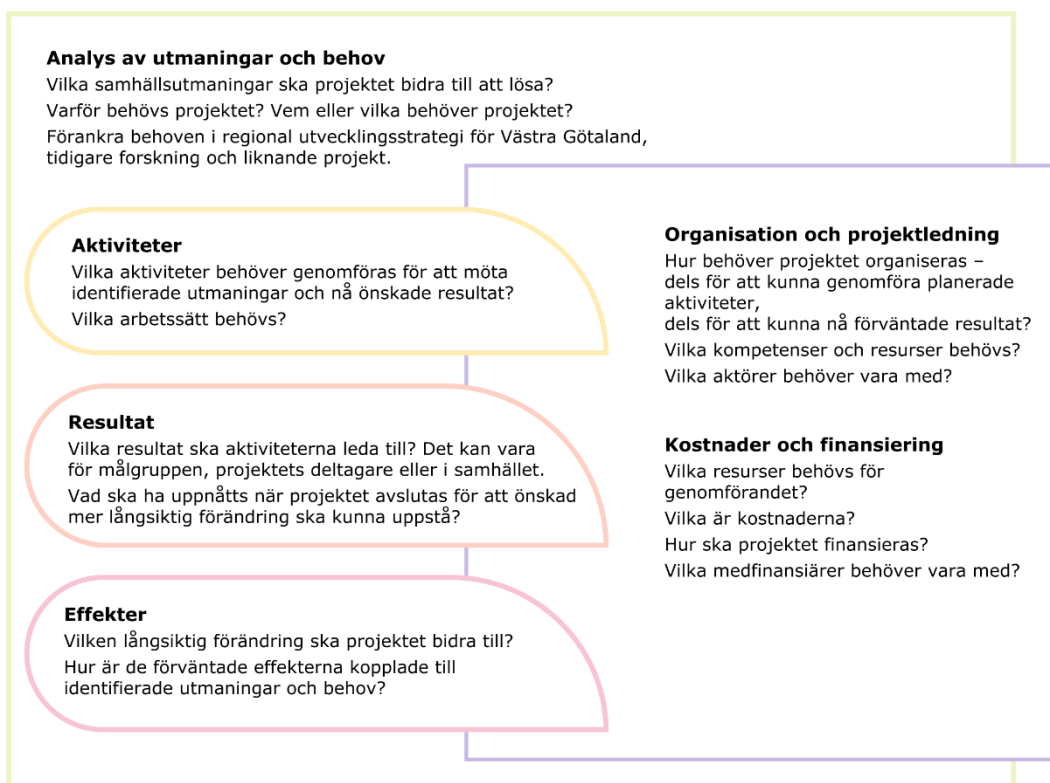 Analys av utmaningar och behov
Vilka samhällsutmaningar ska projektet bidra till att lösa?
Varför behövs projektet? Vem eller vilka behöver projektet?
Förankra behoven i regional utvecklingsstrategi för Västra Götaland,
tidigare forskning och liknande projekt.
Aktiviteter
Vilka aktiviteter behöver genomföras för att möta
identifierade utmaningar och nå önskade resultat?
Vilka arbetssätt behövs?
Resultat
Vilka resultat ska aktiviteterna leda till? Det kan vara
för målgruppen, projektets deltagare eller i samhället.
Vad ska ha uppnåtts när projektet avslutas för att önskad
mer långsiktig förändring ska kunna uppstå?
Effekter
Vilken långsiktig förändring ska projektet bidra till?
Hur är de förväntade effekterna kopplade till
identifierade utmaningar och behov?
Organisation och projektledning
Hur behöver projektet organiseras –
dels för att kunna genomföra planerade
aktiviteter,
dels för att kunna nå förväntade resultat?
Vilka kompetenser och resurser behövs?
Vilka aktörer behöver vara med?
Kostnader och finansiering
Vilka resurser behövs för
genomförandet?
Vilka är kostnaderna?
Hur ska projektet finansieras?
Vilka medfinansiärer behöver vara med?